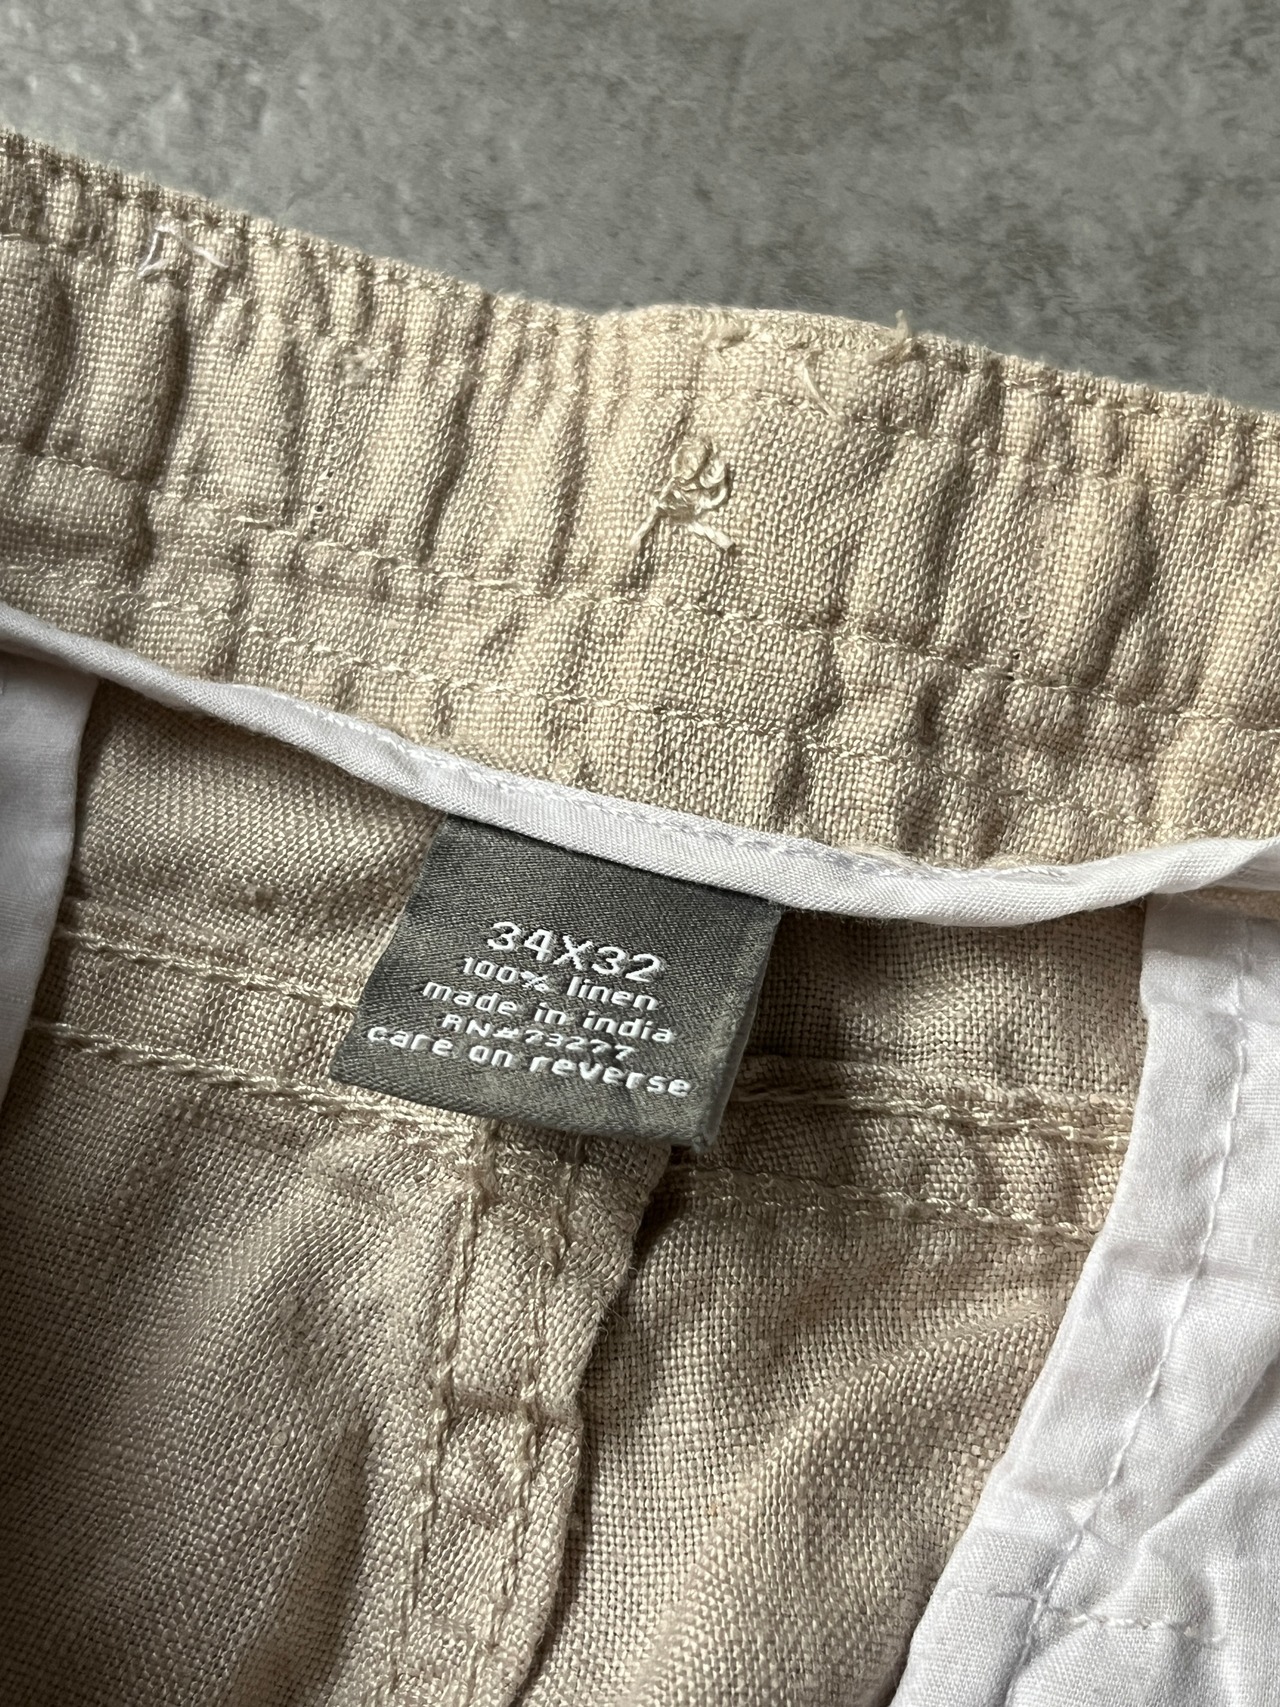 34X32
100% linen
made in india
RN#73277
care on reverse